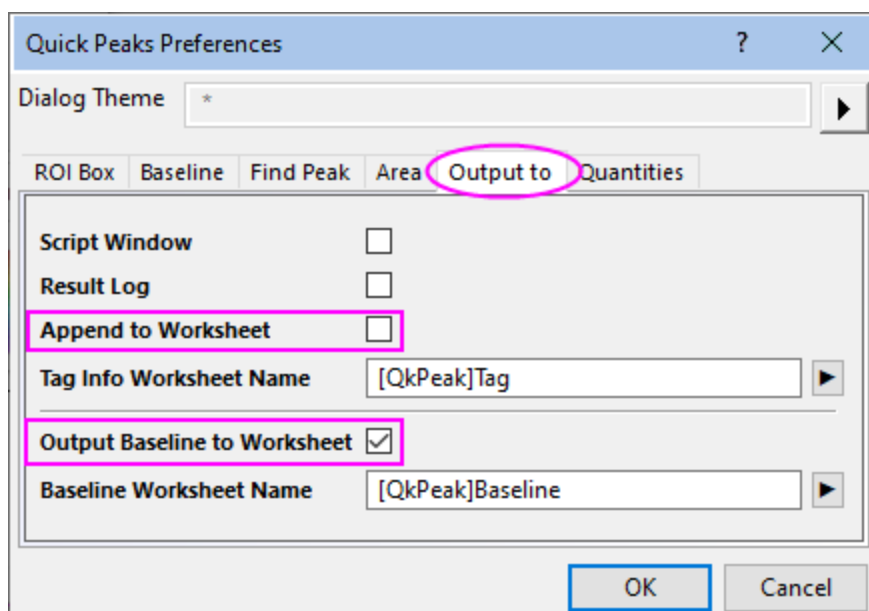 Quick Peaks Preferences ?
Dialog Theme *
ROI Box Baseline Find Peak Area Output to Quantities
Script Window
Result Log
Append to Worksheet
Tag Info Worksheet Name [QkPeak]Tag
Output Baseline to Worksheet
Baseline Worksheet Name [QkPeak]Baseline
OK Cancel